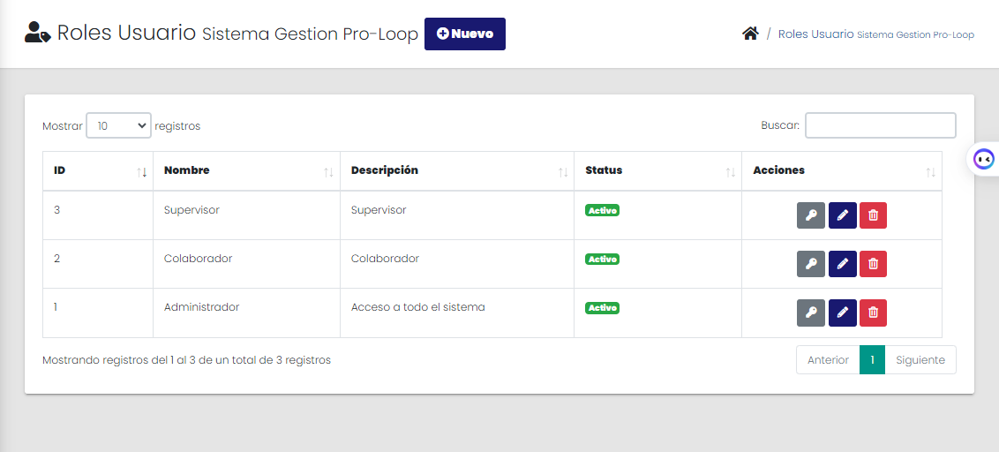 Roles Usuario Sistema Gestion Pro-Loop Nuevo
/ Roles Usuario Sistema Gestion Pro-Loop
Mostrar 10 registros
Buscar:
ID Nombre Descripción Status Acciones
3 Supervisor Supervisor Activo
2 Colaborador Colaborador Activo
1 Administrador Acceso a todo el sistema Activo
Mostrando registros del 1 al 3 de un total de 3 registros
Anterior 1 Siguiente